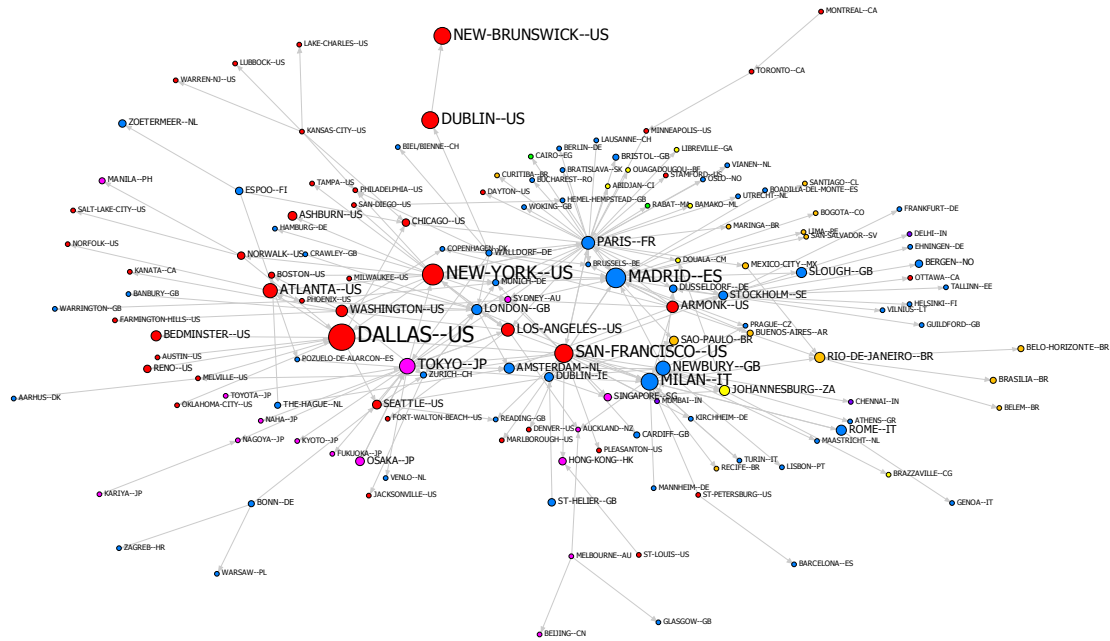 MONTREAL--CA
NEW-BRUNSWICK--US
LAKE-CHARLES--US
LUBBOCK--US
TORONTO--CA
WARREN-NJ--US
DUBLIN--US
ZOETERMEER--NL
KANSAS-CITY--US
MINNEAPOLIS--US
LAUSANNE--CH
BIEL/BIENNE--CH
BERLIN--DE
LIBREVILLE--GA
CAIRO--EG
BRISTOL--GB
VIANEN--NL
BRATISLAVA--SK
OUAGADOUGOU--BF
CURITIBA--BR
STAMFORD--US
BUCHAREST--RO
OSLO--NO
MANILA--PH
TAMPA--US
SANTIAGO--CL
ABIDJAN--CI
ESPOO--FI
PHILADELPHIA--US
DAYTON--US
BOADILLA-DEL-MONTE--ES
UTRECHT--NL
HEMEL-HEMPSTEAD--GB
SAN-DIEGO--US
RABAT--MA
BAMAKO--ML
WOKING--GB
SALT-LAKE-CITY--US
FRANKFURT--DE
BOGOTA--CO
ASHBURN--US
CHICAGO--US
HAMBURG--DE
MARINGA--BR
LIMA--PE
DELHI--IN
SAN-SALVADOR--SV
NORFOLK--US
PARIS--FR
EHNINGEN--DE
COPENHAGEN--DK
WALLDORF--DE
NORWALK--US
CRAWLEY--GB
DOUALA--CM
BERGEN--NO
BRUSSELS--BE
MEXICO-CITY--MX
KANATA--CA
SLOUGH--GB
BOSTON--US
NEW-YORK--US
MILWAUKEE--US
MADRID--ES
OTTAWA--CA
MUNICH--DE
DUSSELDORF--DE
TALLINN--EE
ATLANTA--US
BANBURY--GB
STOCKHOLM--SE
PHOENIX--US
SYDNEY--AU
HELSINKI--FI
WARRINGTON--GB
ARMONK--US
LONDON--GB
WASHINGTON--US
VILNIUS--LT
FARMINGTON-HILLS--US
GUILDFORD--GB
PRAGUE--CZ
LOS-ANGELES--US
BUENOS-AIRES--AR
BEDMINSTER--US
DALLAS--US
SAO-PAULO--BR
BELO-HORIZONTE--BR
SAN-FRANCISCO--US
AUSTIN--US
POZUELO-DE-ALARCON--ES
RIO-DE-JANEIRO--BR
RENO--US
TOKYO--JP
AMSTERDAM--NL
NEWBURY--GB
ZURICH--CH
DUBLIN--IE
MELVILLE--US
BRASILIA--BR
MILAN--IT
JOHANNESBURG--ZA
TOYOTA--JP
AARHUS--DK
SINGAPORE--SG
MUMBAI--IN
CHENNAI--IN
OKLAHOMA-CITY--US
THE-HAGUE--NL
SEATTLE--US
BELEM--BR
FORT-WALTON-BEACH--US
READING--GB
KIRCHHEIM--DE
NAHA--JP
ATHENS--GR
DENVER--US
AUCKLAND--NZ
ROME--IT
CARDIFF--GB
NAGOYA--JP
KYOTO--JP
MARLBOROUGH--US
MAASTRICHT--NL
PLEASANTON--US
FUKUOKA--JP
OSAKA--JP
HONG-KONG--HK
TURIN--IT
LISBON--PT
RECIFE--BR
BRAZZAVILLE--CG
VENLO--NL
MANNHEIM--DE
KARIYA--JP
JACKSONVILLE--US
ST-PETERSBURG--US
BONN--DE
ST-HELIER--GB
GENOA--IT
ZAGREB--HR
MELBOURNE--AU
ST-LOUIS--US
BARCELONA--ES
WARSAW--PL
GLASGOW--GB
BEIJING--CN